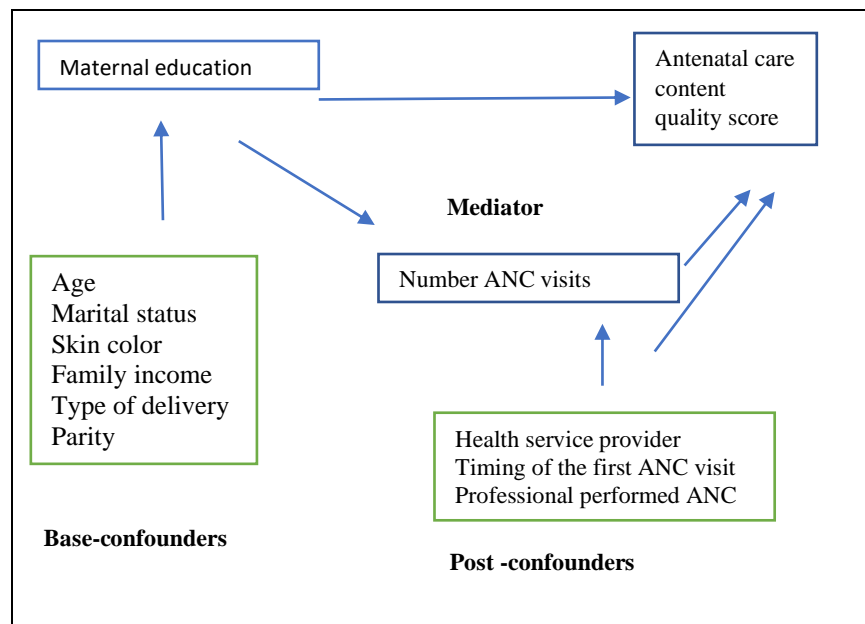 Maternal education
Antenatal care
content
quality score
Mediator
Number ANC visits
Age
Marital status
Skin color
Family income
Type of delivery
Parity
Health service provider
Timing of the first ANC visit
Professional performed ANC
Base-confounders
Post -confounders